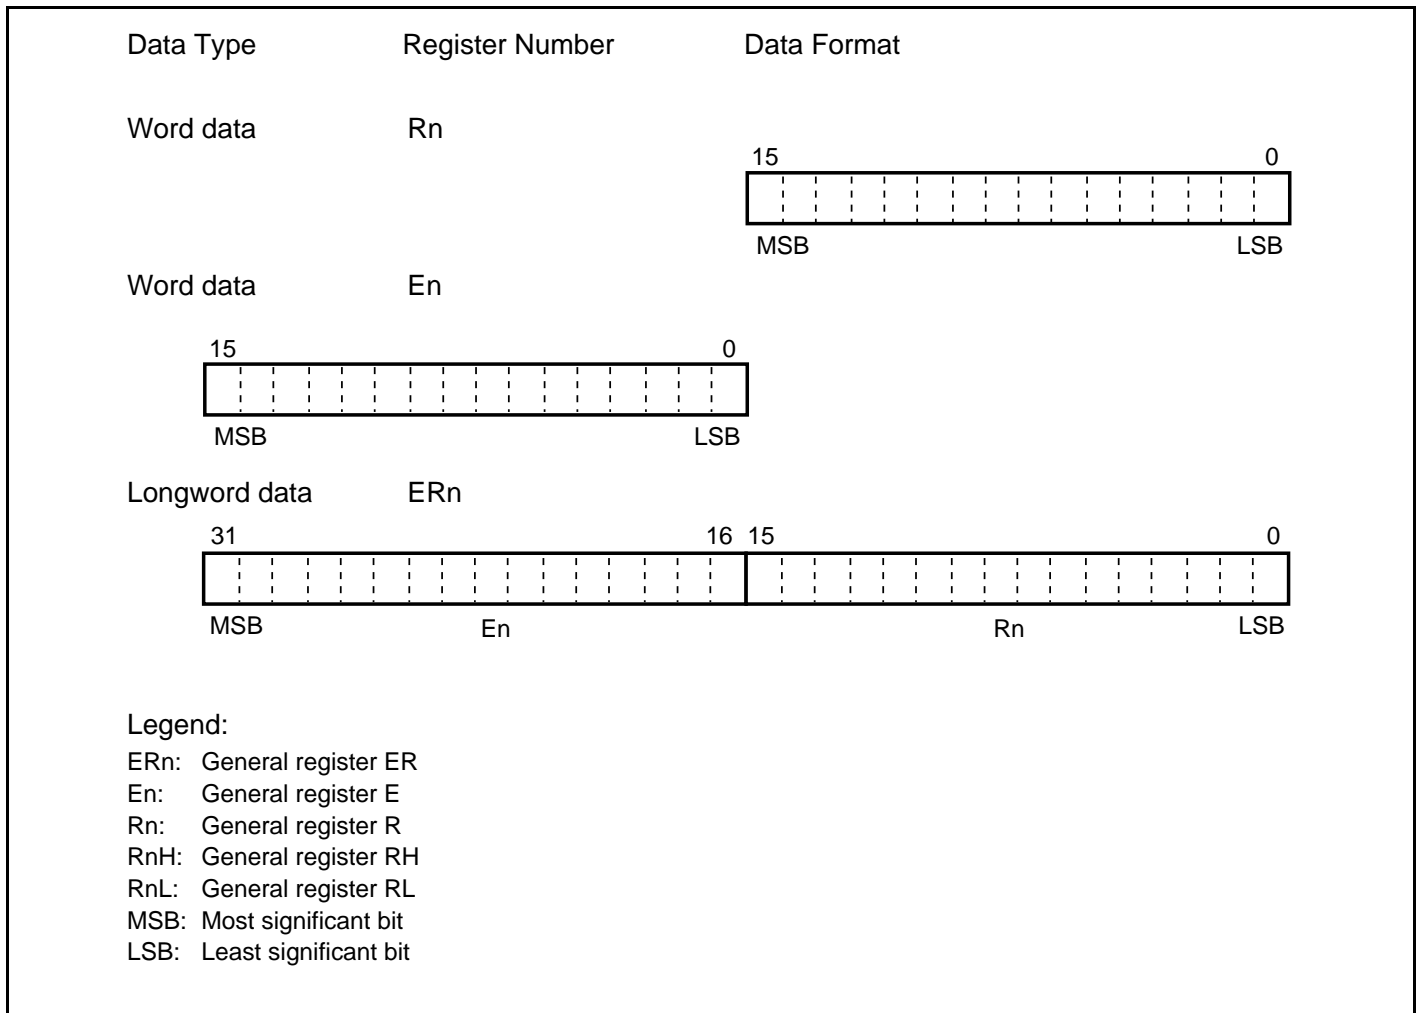 Data Type Register Number Data Format
Word data Rn
15 0
MSB LSB
Word data En
15 0
MSB LSB
Longword data ERn
31 16 15 0
MSB En Rn LSB
Legend:
ERn: General register ER
En: General register E
Rn: General register R
RnH: General register RH
RnL: General register RL
MSB: Most significant bit
LSB: Least significant bit